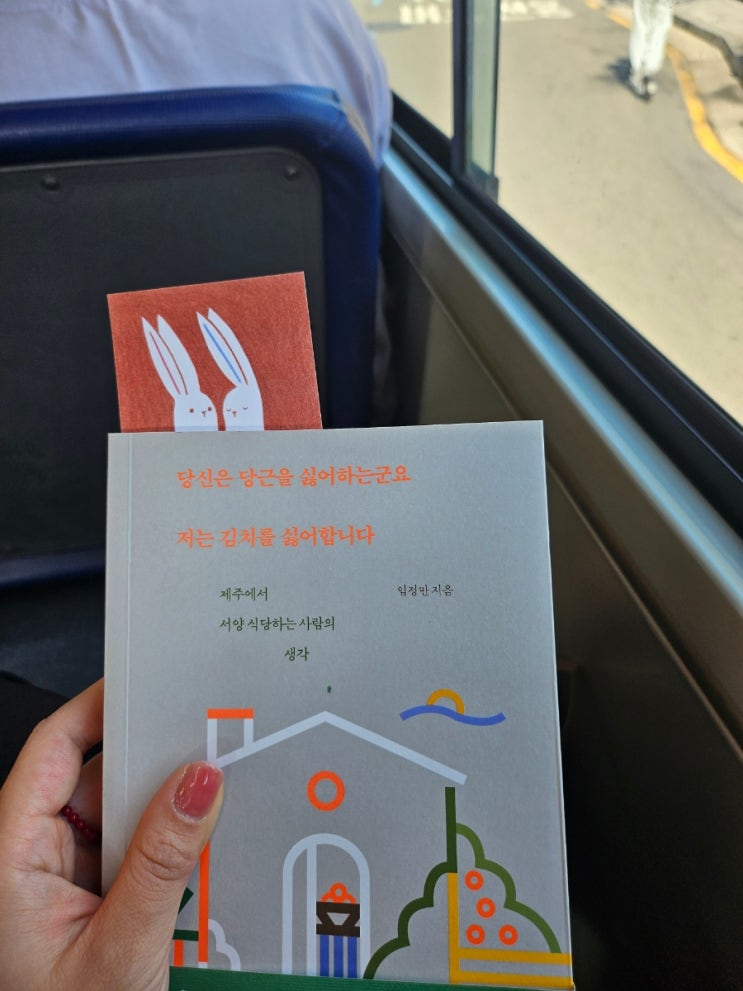 당신은 당근을 싫어하는군요
저는 김치를 싫어합니다
제주에서
임정만 지음
서양 식당하는 사람의
생각